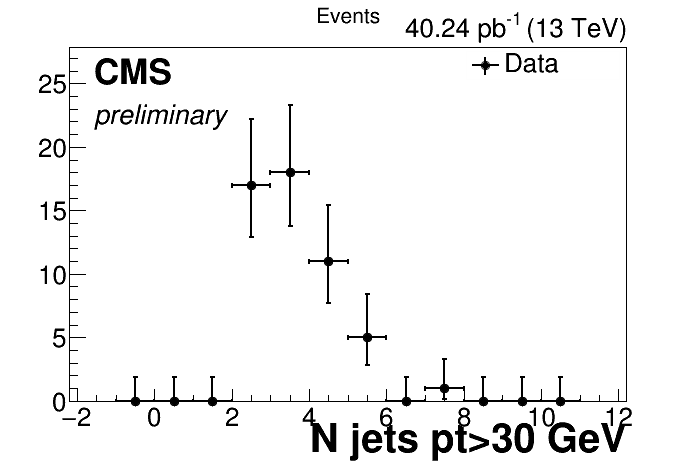 Events
40.24 pb-1 (13 TeV)
CMS
Data
preliminary
25
20
15
10
5
0
−2 0 2 4 6 8 10 12
N jets pt>30 GeV